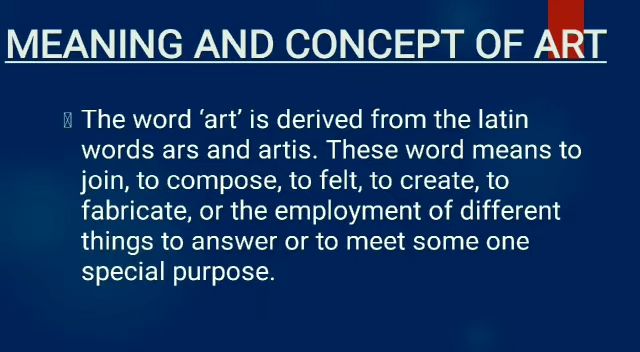 MEANING AND CONCEPT OF ART
The word ‘art’ is derived from the latin
words ars and artis. These word means to
join, to compose, to felt, to create, to
fabricate, or the employment of different
things to answer or to meet some one
special purpose.